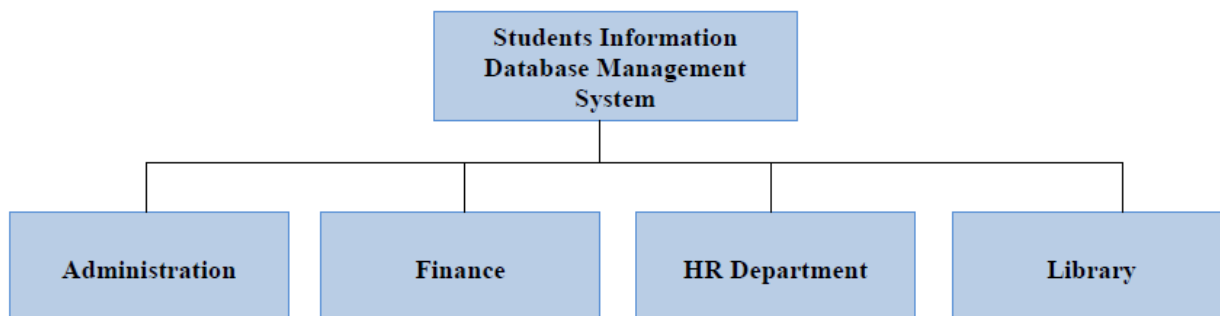 Students Information
Database Management
System
Administration
Finance
HR Department
Library